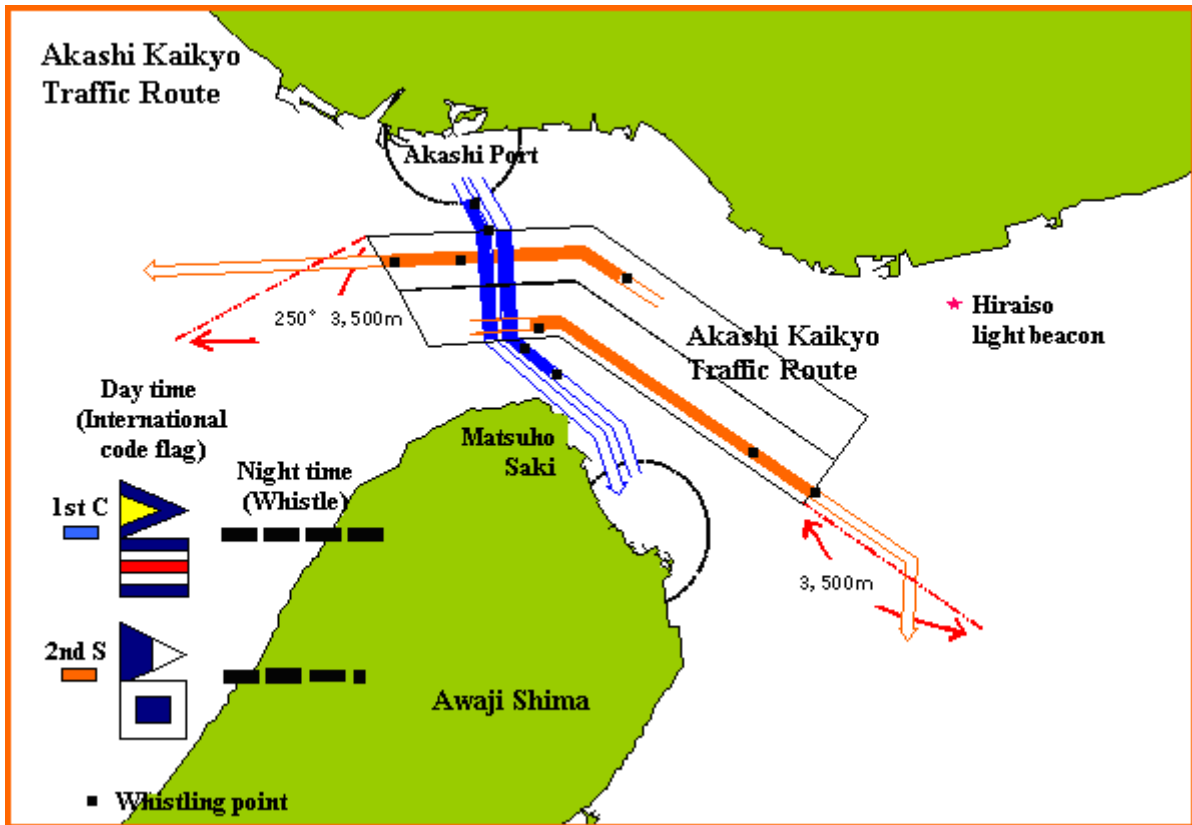 Akashi Kaikyo
Traffic Route
Akashi Port
250° 3,500m
Hiraiso
light beacon
Akashi Kaikyo
Traffic Route
Day time
(International
code flag)
Matsuho
Saki
Night time
(Whistle)
1st C
3,500m
2nd S
Awaji Shima
Whistling point